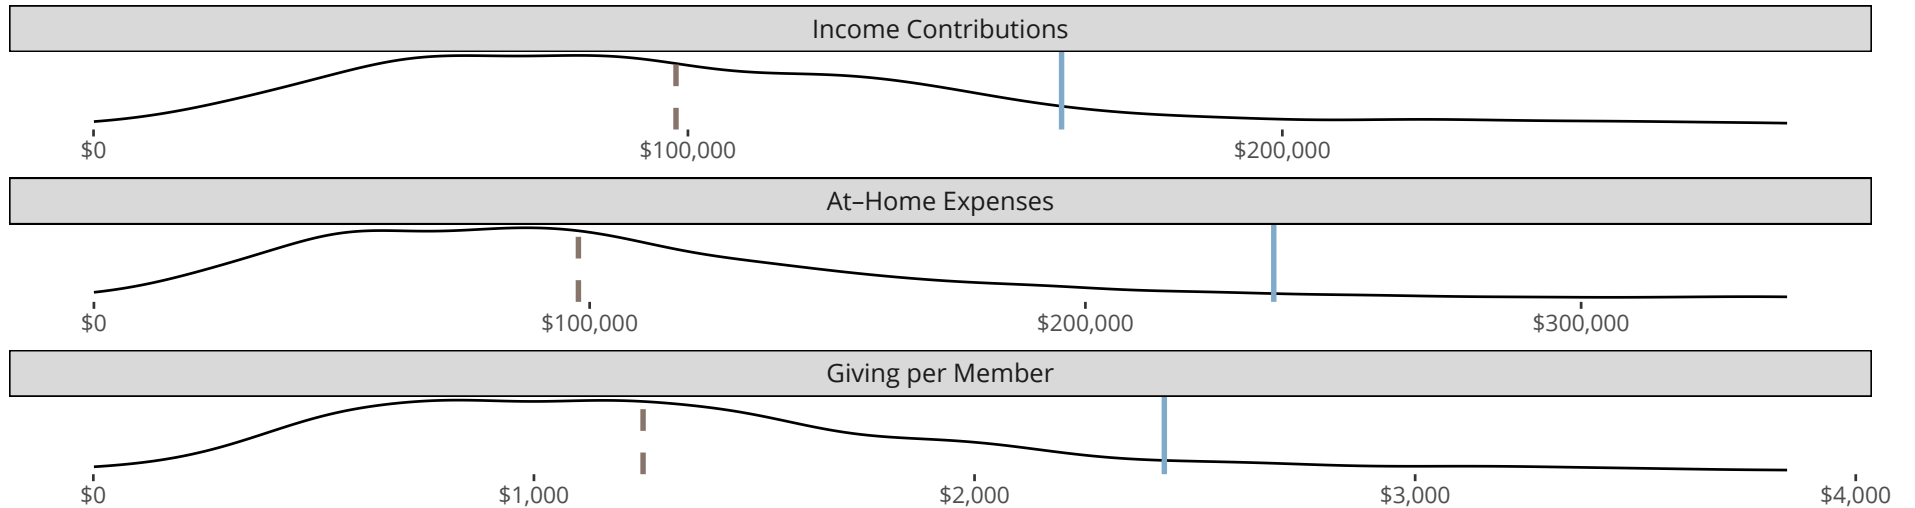 Income Contributions
$0 $100,000 $200,000
At–Home Expenses
$0 $100,000 $200,000 $300,000
Giving per Member
$0 $1,000 $2,000 $3,000 $4,000